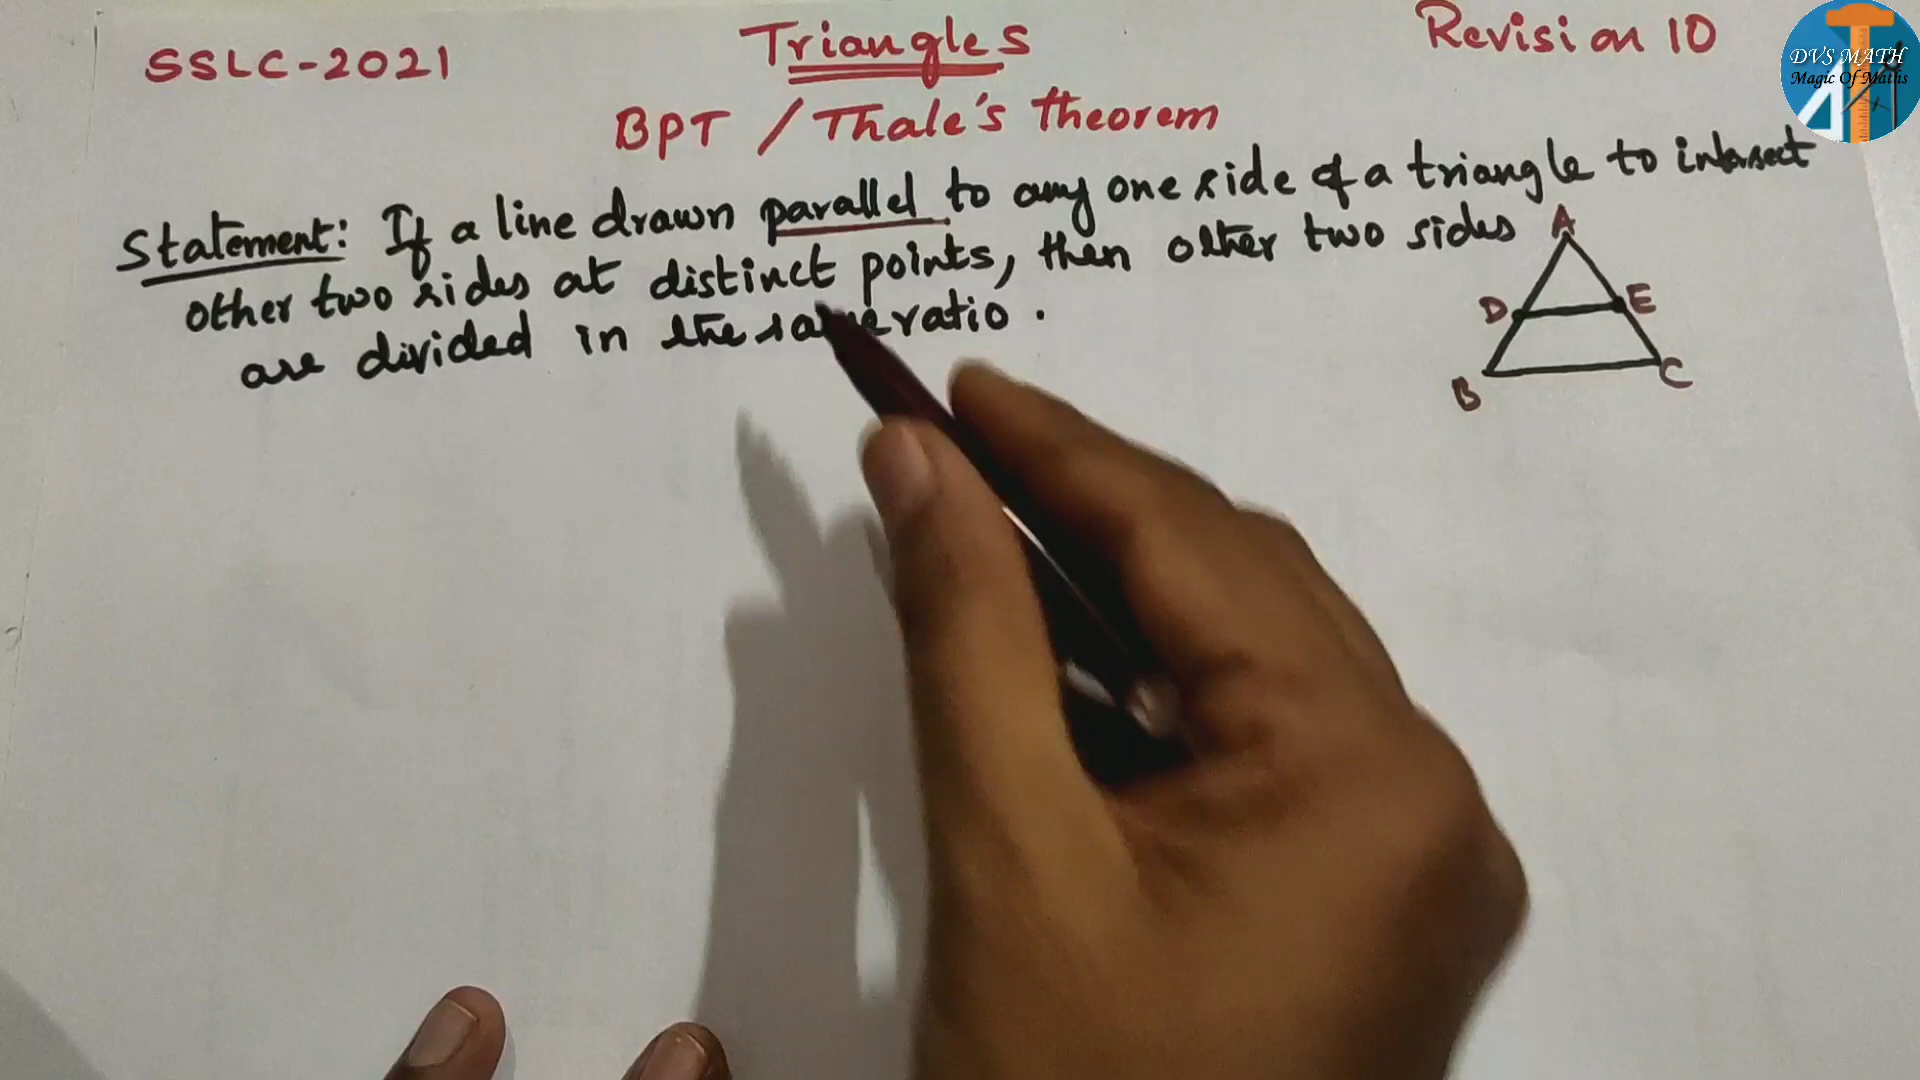 SSLC-2021
Triangles
Revision 10
DVS MATH
Magic Of Maths
BPT / Thale's theorem
Statement: If a line drawn parallel to any one side of a triangle to intersect
other two sides at distinct points, then other two sides
are divided in the same ratio.
A
D E
B C